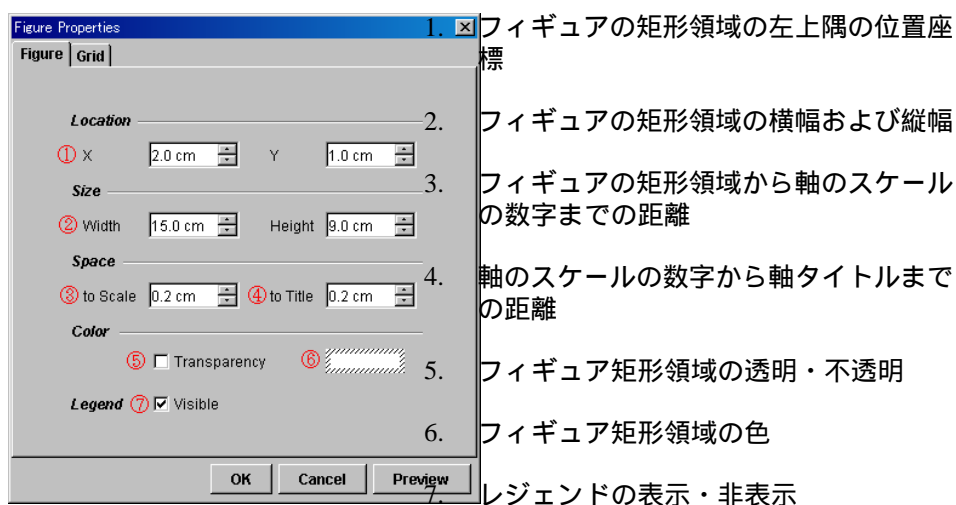 Figure Properties
Figure Grid
Location
① X 2.0 cm Y 1.0 cm
Size
② Width 15.0 cm Height 9.0 cm
Space
③ to Scale 0.2 cm ④ to Title 0.2 cm
Color
⑤ Transparency ⑥
Legend ⑦ Visible
OK Cancel Preview
1. フィギュアの矩形領域の左上隅の位置座
標
2. フィギュアの矩形領域の横幅および縦幅
3. フィギュアの矩形領域から軸のスケール
の数字までの距離
4. 軸のスケールの数字から軸タイトルまで
の距離
5. フィギュア矩形領域の透明・不透明
6. フィギュア矩形領域の色
7. レジェンドの表示・非表示